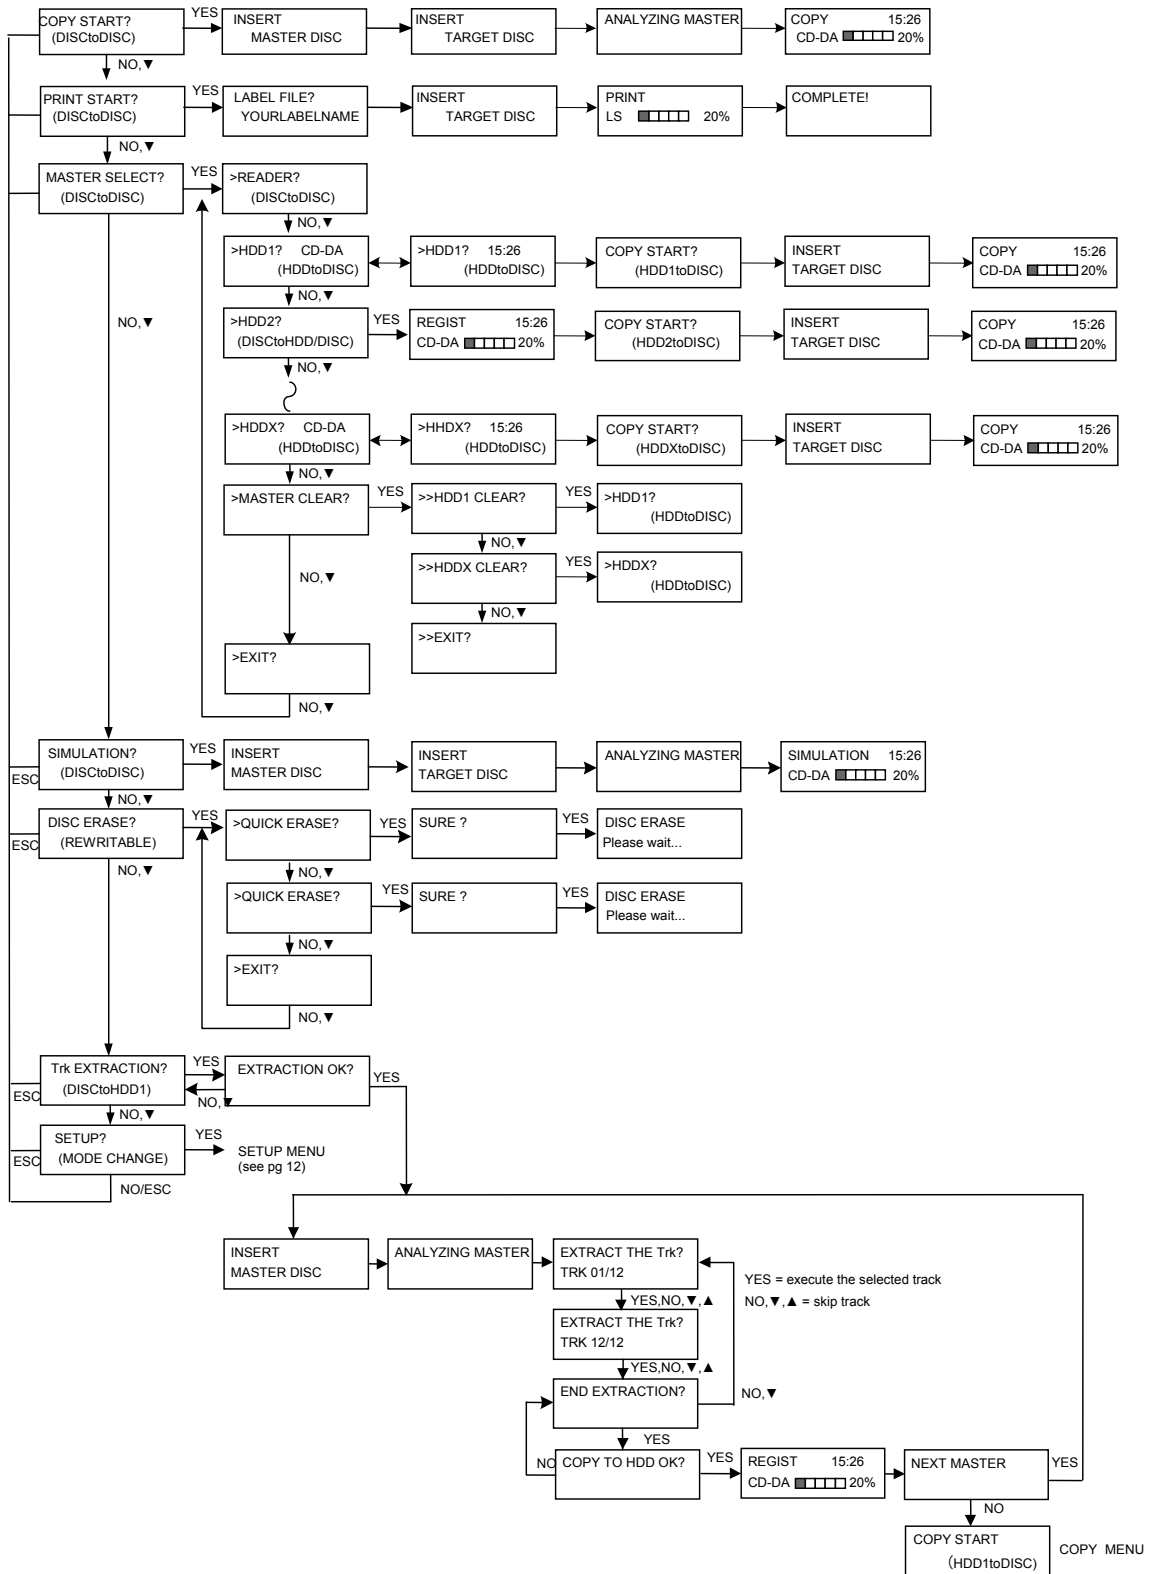 COPY START?
(DISCtoDISC)
YES
INSERT
MASTER DISC
INSERT
TARGET DISC
ANALYZING MASTER
COPY 15:26
CD-DA 20%
NO,▼
PRINT START?
(DISCtoDISC)
YES
LABEL FILE?
YOURLABELNAME
INSERT
TARGET DISC
PRINT
LS 20%
COMPLETE!
NO,▼
MASTER SELECT?
(DISCtoDISC)
YES
>READER?
(DISCtoDISC)
NO,▼
>HDD1? CD-DA
(HDDtoDISC)
>HDD1? 15:26
(HDDtoDISC)
COPY START?
(HDD1toDISC)
INSERT
TARGET DISC
COPY 15:26
CD-DA 20%
NO,▼
NO,▼
>HDD2?
(DISCtoHDD/DISC)
YES
REGIST 15:26
CD-DA 20%
COPY START?
(HDD2toDISC)
INSERT
TARGET DISC
COPY 15:26
CD-DA 20%
NO,▼
>HDDX? CD-DA
(HDDtoDISC)
>HHDX? 15:26
(HDDtoDISC)
COPY START?
(HDDXtoDISC)
INSERT
TARGET DISC
COPY 15:26
CD-DA 20%
NO,▼
>MASTER CLEAR?
YES
>>HDD1 CLEAR?
YES
>HDD1?
(HDDtoDISC)
NO,▼
NO,▼
>>HDDX CLEAR?
YES
>HDDX?
(HDDtoDISC)
NO,▼
>>EXIT?
>EXIT?
NO,▼
SIMULATION?
(DISCtoDISC)
ESC
YES
INSERT
MASTER DISC
INSERT
TARGET DISC
ANALYZING MASTER
SIMULATION 15:26
CD-DA 20%
NO,▼
DISC ERASE?
(REWRITABLE)
ESC
YES
>QUICK ERASE?
YES
SURE ?
YES
DISC ERASE
Please wait...
NO,▼
NO,▼
>QUICK ERASE?
YES
SURE ?
YES
DISC ERASE
Please wait...
NO,▼
>EXIT?
NO,▼
Trk EXTRACTION?
(DISCtoHDD1)
ESC
YES
NO,▼
EXTRACTION OK?
YES
NO,▼
SETUP?
(MODE CHANGE)
ESC
YES
SETUP MENU
(see pg 12)
NO/ESC
INSERT
MASTER DISC
ANALYZING MASTER
EXTRACT THE Trk?
TRK 01/12
YES = execute the selected track
NO,▼,▲ = skip track
YES,NO,▼,▲
EXTRACT THE Trk?
TRK 12/12
YES,NO,▼,▲
END EXTRACTION?
NO,▼
YES
NO
COPY TO HDD OK?
YES
REGIST 15:26
CD-DA 20%
NEXT MASTER
YES
NO
COPY START
(HDD1toDISC)
COPY MENU